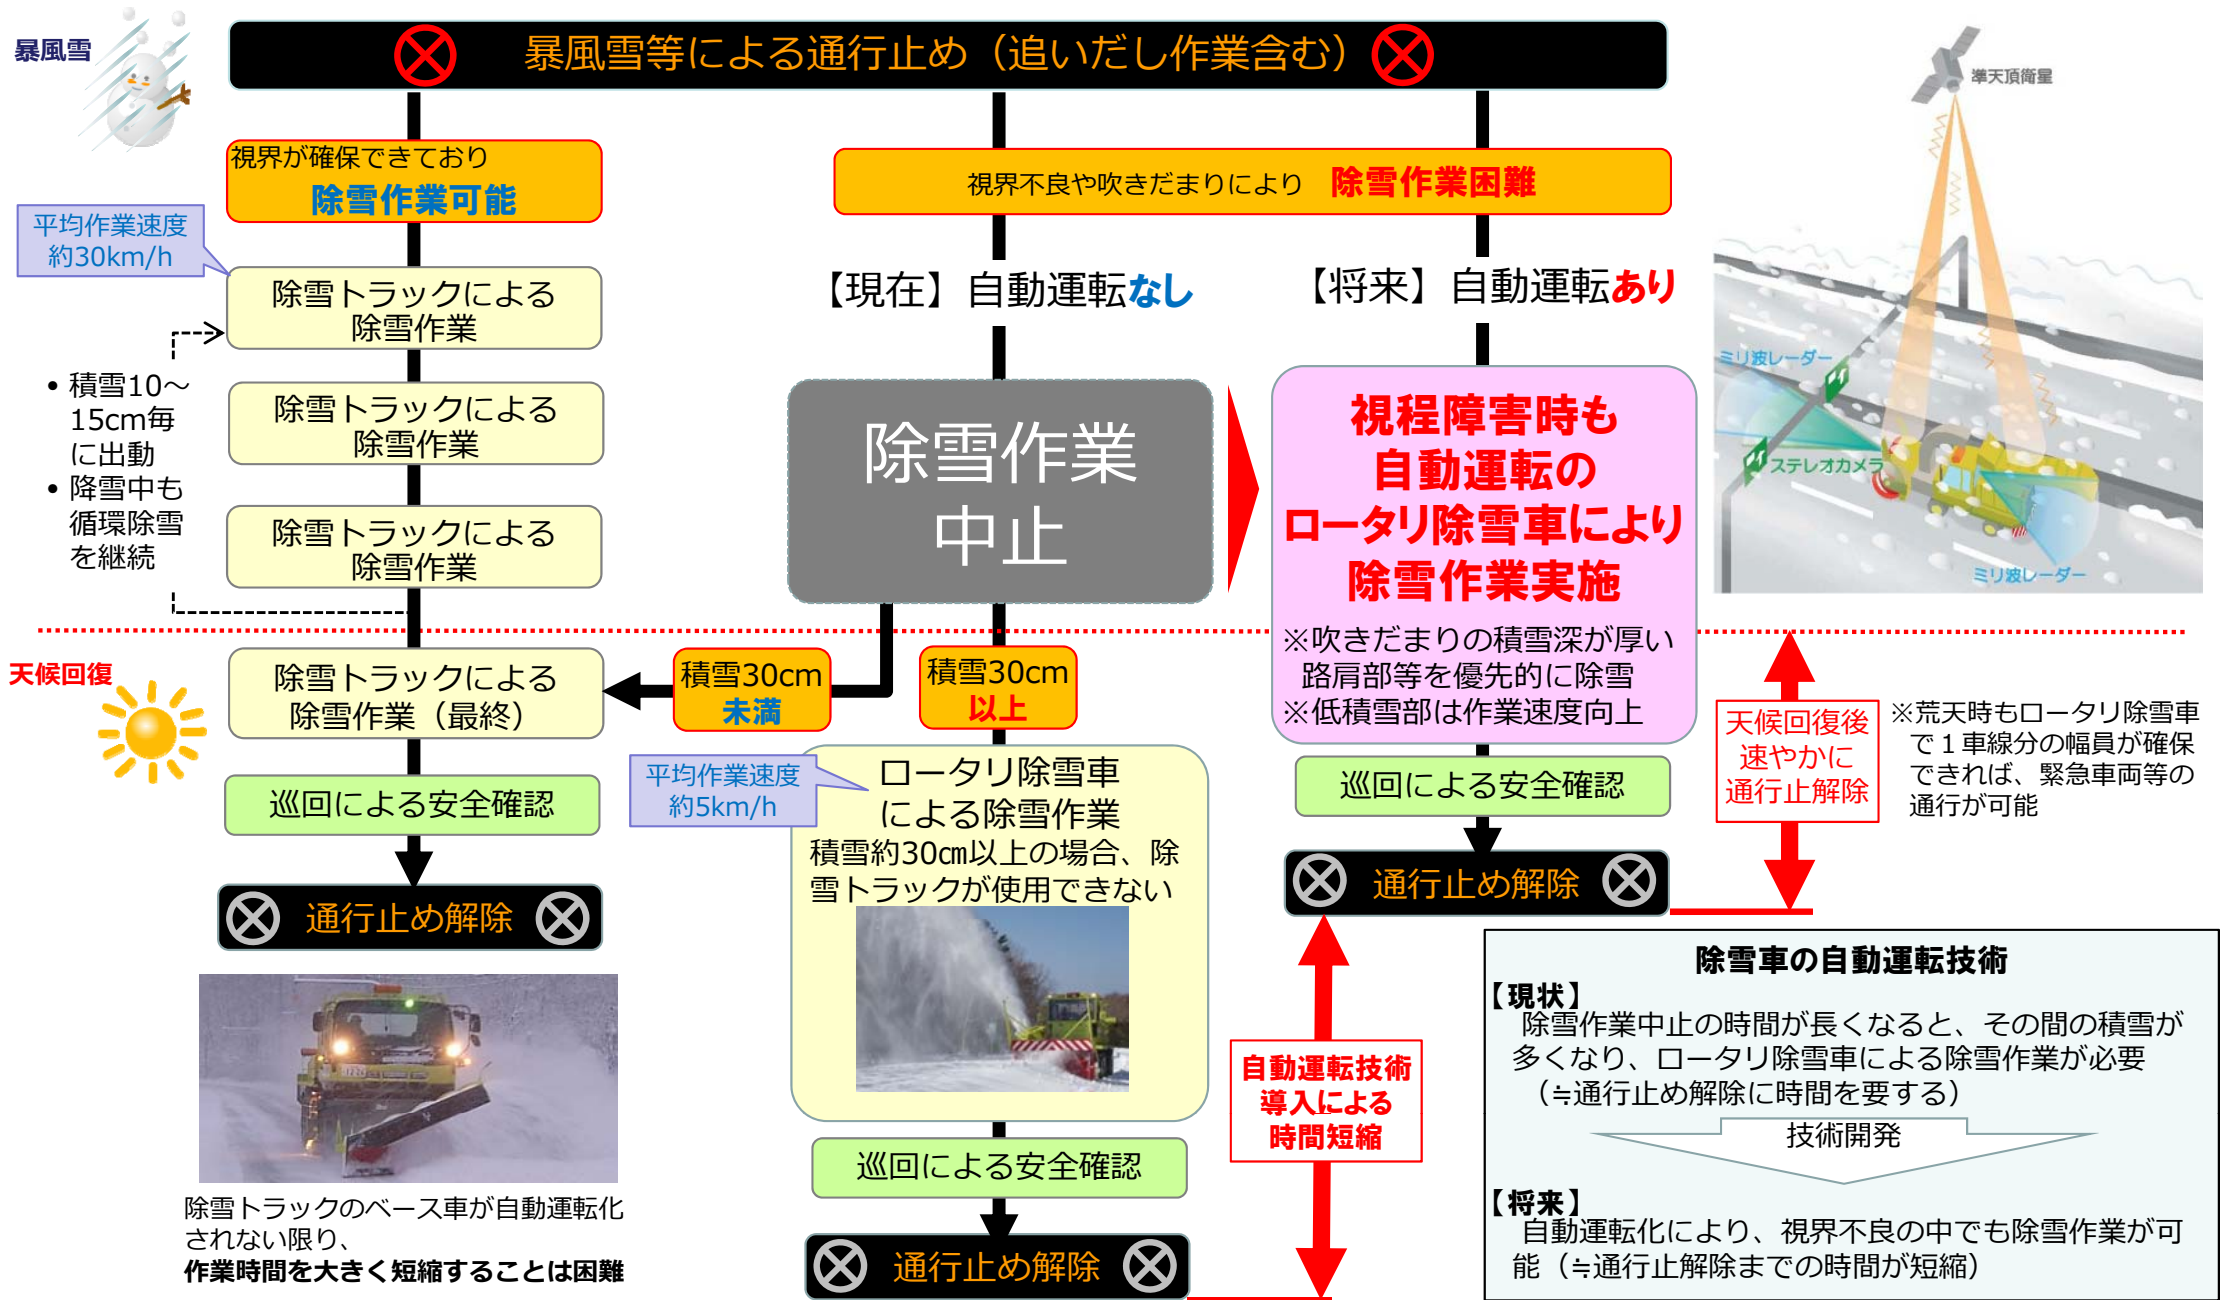 暴風雪
暴風雪等による通行止め（追いだし作業含む）
視界が確保できており
除雪作業可能
平均作業速度
約30km/h
除雪トラックによる
除雪作業
• 積雪10～
15cm毎
に出動
• 降雪中も
循環除雪
を継続
除雪トラックによる
除雪作業
除雪トラックによる
除雪作業
視界不良や吹きだまりにより 除雪作業困難
【現在】自動運転なし
【将来】自動運転あり
除雪作業
中止
視程障害時も
自動運転の
ロータリ除雪車により
除雪作業実施
※吹きだまりの積雪深が厚い
路肩部等を優先的に除雪
※低積雪部は作業速度向上
準天頂衛星
ミリ波レーダー
ステレオカメラ
ミリ波レーダー
天候回復
除雪トラックによる
除雪作業（最終）
積雪30cm
未満
積雪30cm
以上
巡回による安全確認
通行止め解除
除雪トラックのベース車が自動運転化
されない限り、
作業時間を大きく短縮することは困難
平均作業速度
約5km/h
ロータリ除雪車
による除雪作業
積雪約30㎝以上の場合、除
雪トラックが使用できない
巡回による安全確認
通行止め解除
巡回による安全確認
通行止め解除
天候回復後
速やかに
通行止解除
※荒天時もロータリ除雪車
で１車線分の幅員が確保
できれば、緊急車両等の
通行が可能
自動運転技術
導入による
時間短縮
除雪車の自動運転技術
【現状】
除雪作業中止の時間が長くなると、その間の積雪が
多くなり、ロータリ除雪車による除雪作業が必要
（≒通行止め解除に時間を要する）
技術開発
【将来】
自動運転化により、視界不良の中でも除雪作業が可
能（≒通行止解除までの時間が短縮）